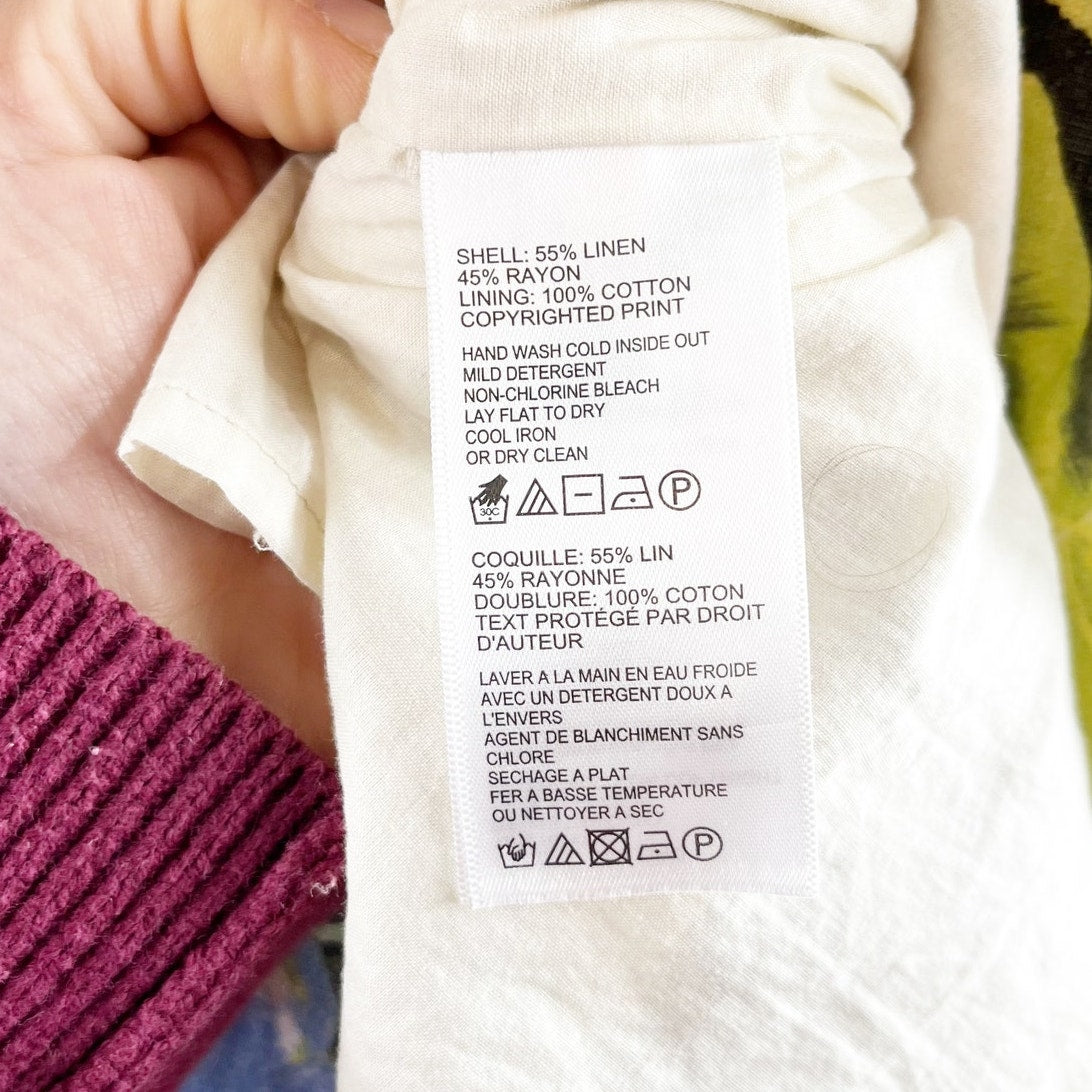 SHELL: 55% LINEN
45% RAYON
LINING: 100% COTTON
COPYRIGHTED PRINT
HAND WASH COLD INSIDE OUT
MILD DETERGENT
NON-CHLORINE BLEACH
LAY FLAT TO DRY
COOL IRON
OR DRY CLEAN
30C P
COQUILLE: 55% LIN
45% RAYONNE
DOUBLURE: 100% COTON
TEXT PROTÉGÉ PAR DROIT
D'AUTEUR
LAVER A LA MAIN EN EAU FROIDE
AVEC UN DETERGENT DOUX A
L'ENVERS
AGENT DE BLANCHIMENT SANS
CHLORE
SECHAGE A PLAT
FER A BASSE TEMPERATURE
OU NETTOYER A SEC
P